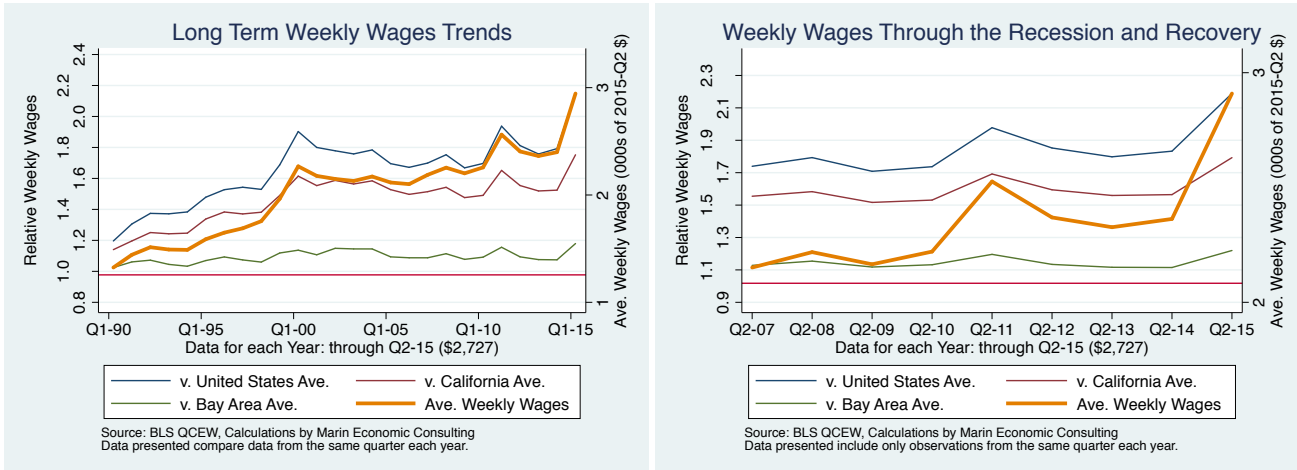 Long Term Weekly Wages Trends
Relative Weekly Wages
2.4
2.2
2.0
1.8
1.6
1.4
1.2
1.0
0.8
3
2
1
Ave. Weekly Wages (000s of 2015-Q2 $)
Q1-90 Q1-95 Q1-00 Q1-05 Q1-10 Q1-15
Data for each Year: through Q2-15 ($2,727)
v. United States Ave. v. California Ave.
v. Bay Area Ave. Ave. Weekly Wages
Source: BLS QCEW, Calculations by Marin Economic Consulting
Data presented compare data from the same quarter each year.
Weekly Wages Through the Recession and Recovery
Relative Weekly Wages
2.3
2.1
1.9
1.7
1.5
1.3
1.1
0.9
3
2
Ave. Weekly Wages (000s of 2015-Q2 $)
Q2-07 Q2-08 Q2-09 Q2-10 Q2-11 Q2-12 Q2-13 Q2-14 Q2-15
Data for each Year: through Q2-15 ($2,727)
v. United States Ave. v. California Ave.
v. Bay Area Ave. Ave. Weekly Wages
Source: BLS QCEW, Calculations by Marin Economic Consulting
Data presented include only observations from the same quarter each year.